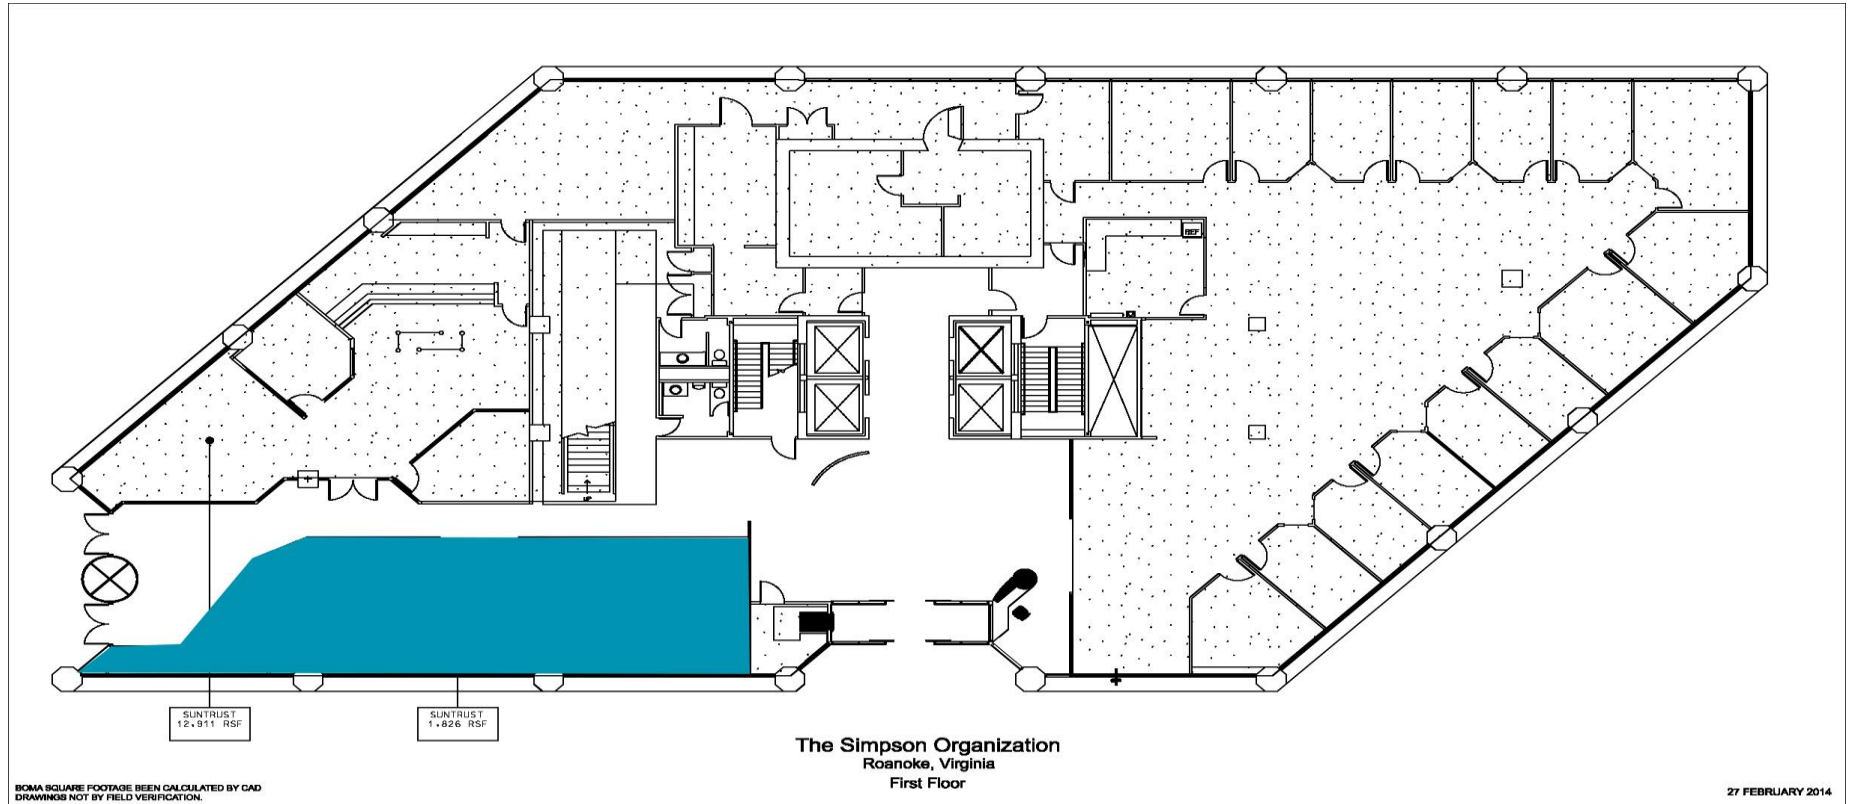 REF
UP
SUNTRUST
12,911 RSF
SUNTRUST
1,826 RSF
The Simpson Organization
Roanoke, Virginia
First Floor
BOMA SQUARE FOOTAGE BEEN CALCULATED BY CAD
DRAWINGS NOT BY FIELD VERIFICATION.
27 FEBRUARY 2014